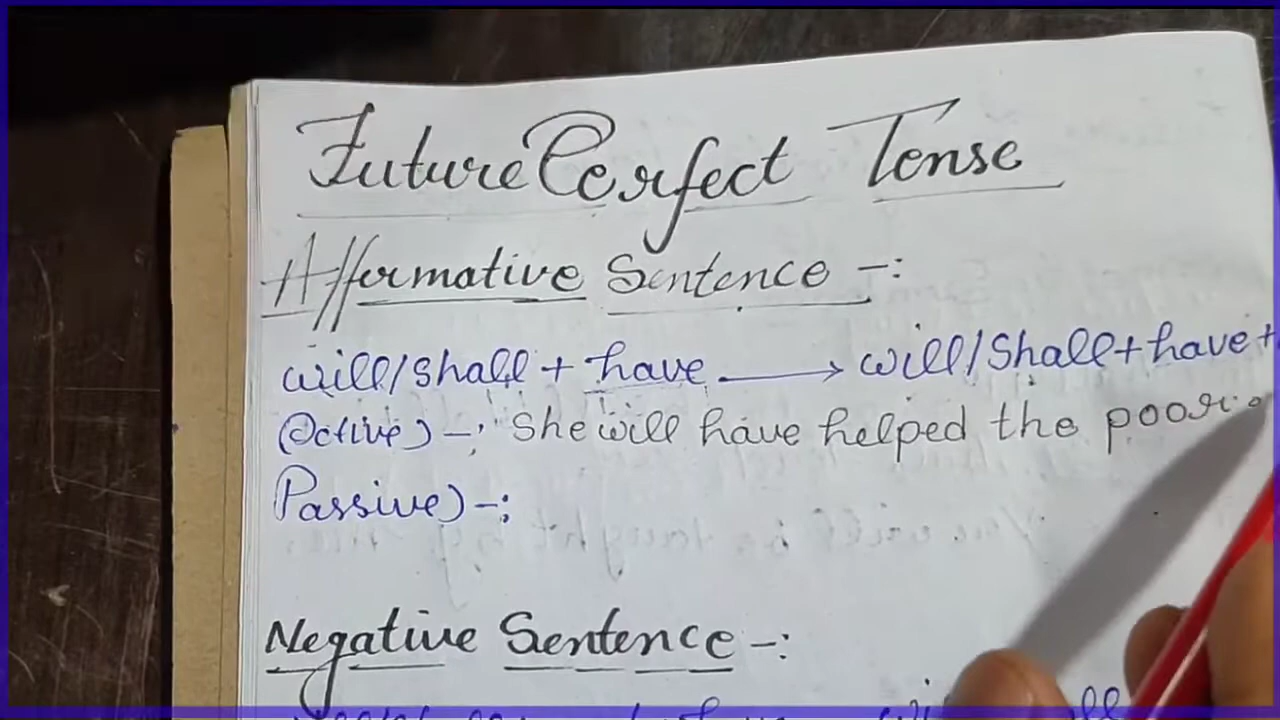 Future Perfect Tense
Affermative Sentence -:
will/Shall + have → will/Shall + have +
(Active) -: She will have helped the poor.
Passive) -:
Negative Sentence -: